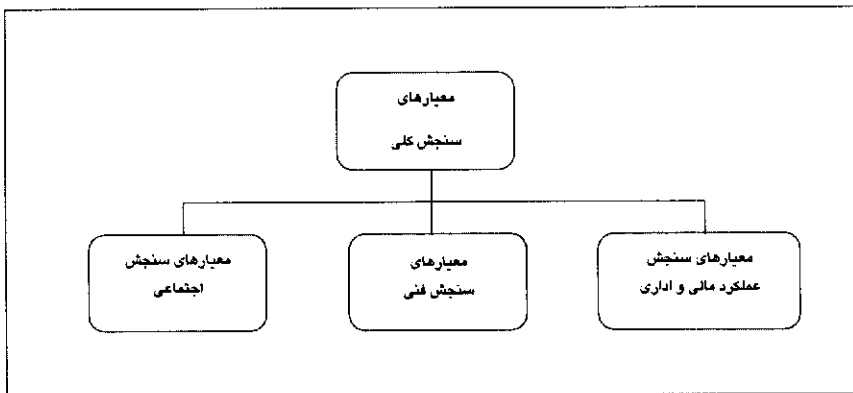 معیارهای
سنجش کلی
معیارهای سنجش
عملکرد مالی و اداری
معیارهای
سنجش فنی
معیارهای سنجش
اجتماعی